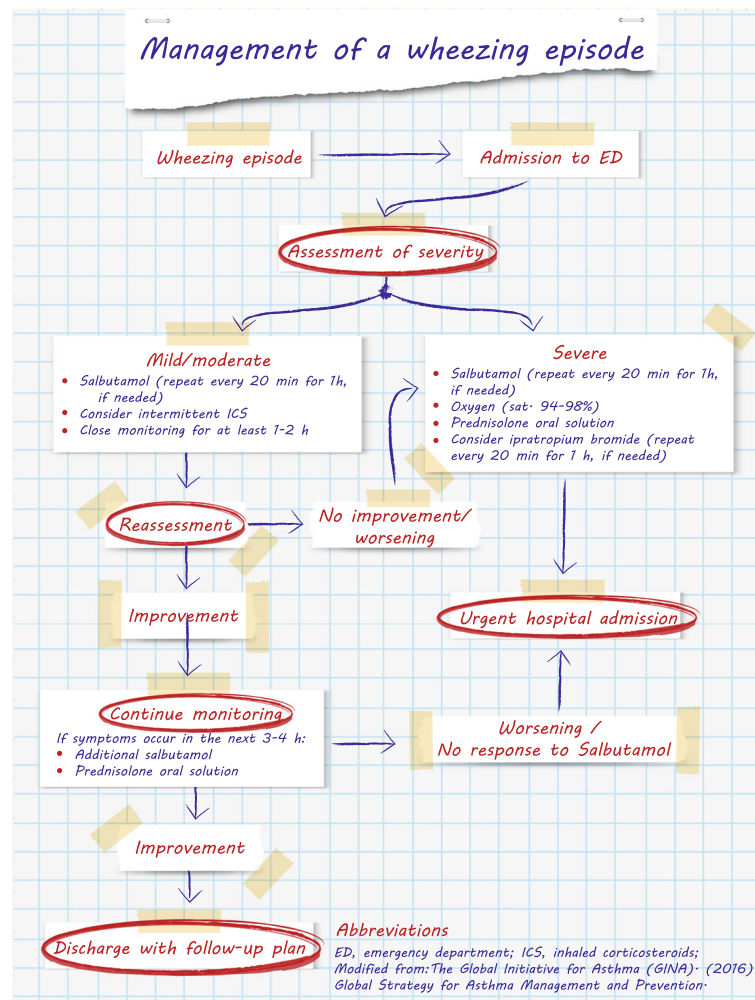 Management of a wheezing episode
Wheezing episode
Admission to ED
Assessment of severity
Mild/moderate
• Salbutamol (repeat every 20 min for 1h,
if needed)
• Consider intermittent ICS
• Close monitoring for at least 1-2 h
Severe
• Salbutamol (repeat every 20 min for 1h,
if needed)
• Oxygen (sat. 94-98%)
• Prednisolone oral solution
• Consider ipratropium bromide (repeat
every 20 min for 1 h, if needed)
Reassessment
No improvement/
worsening
Improvement
Urgent hospital admission
Continue monitoring
If symptoms occur in the next 3-4 h:
• Additional salbutamol
• Prednisolone oral solution
Worsening /
No response to Salbutamol
Improvement
Discharge with follow-up plan
Abbreviations
ED, emergency department; ICS, inhaled corticosteroids;
Modified from:The Global Initiative for Asthma (GINA). (2016)
Global Strategy for Asthma Management and Prevention.